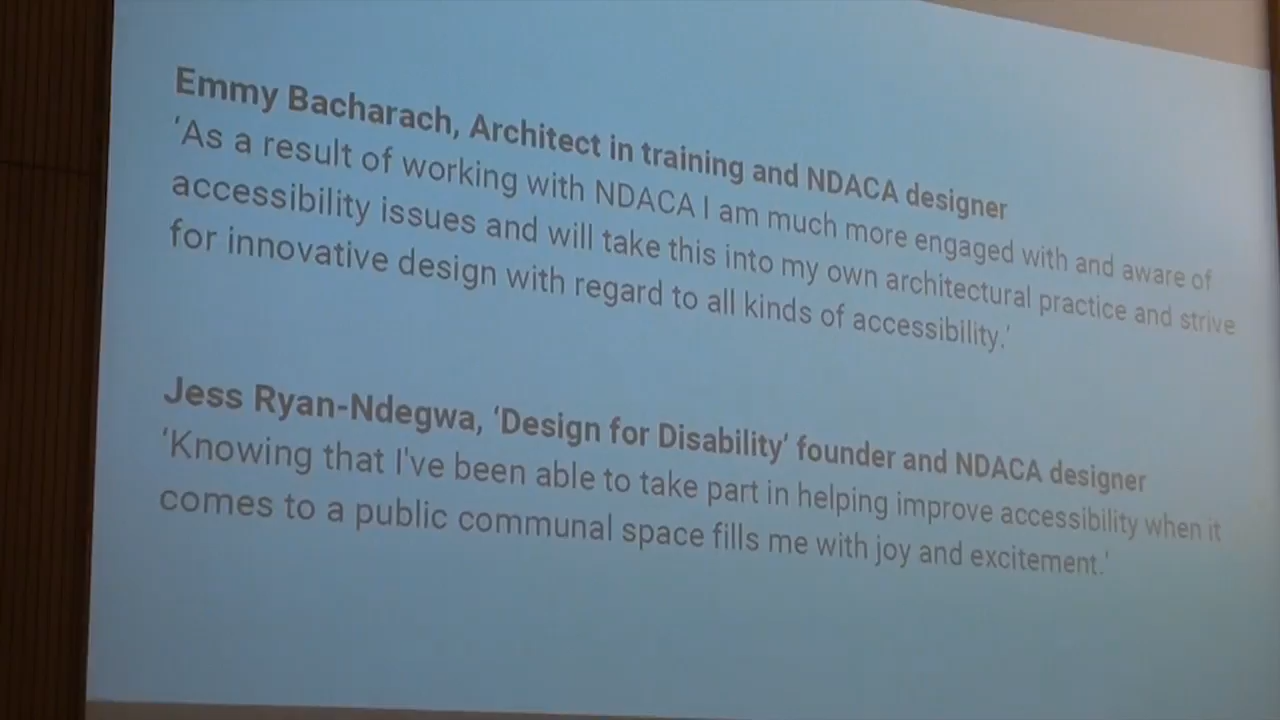 Emmy Bacharach, Architect in training and NDACA designer
‘As a result of working with NDACA I am much more engaged with and aware of
accessibility issues and will take this into my own architectural practice and strive
for innovative design with regard to all kinds of accessibility.’
Jess Ryan-Ndegwa, ‘Design for Disability’ founder and NDACA designer
‘Knowing that I've been able to take part in helping improve accessibility when it
comes to a public communal space fills me with joy and excitement.’